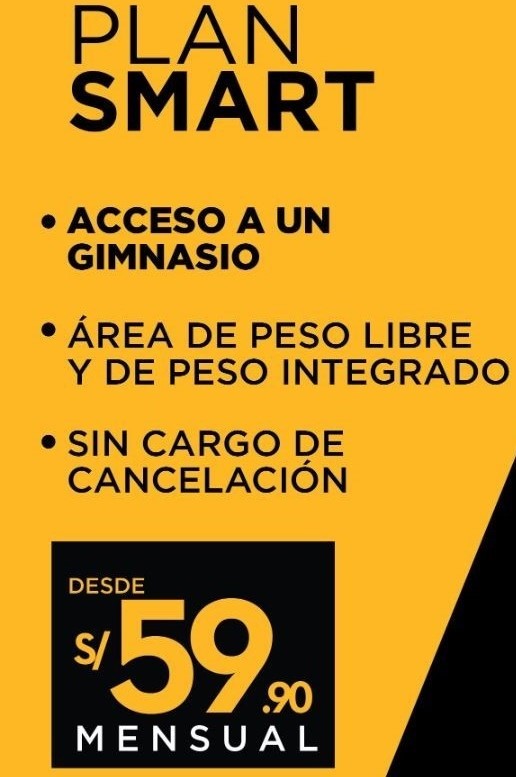 PLAN
SMART
• ACCESO A UN
GIMNASIO
• ÁREA DE PESO LIBRE
Y DE PESO INTEGRADO
• SIN CARGO DE
CANCELACIÓN
DESDE
S/59.90
MENSUAL